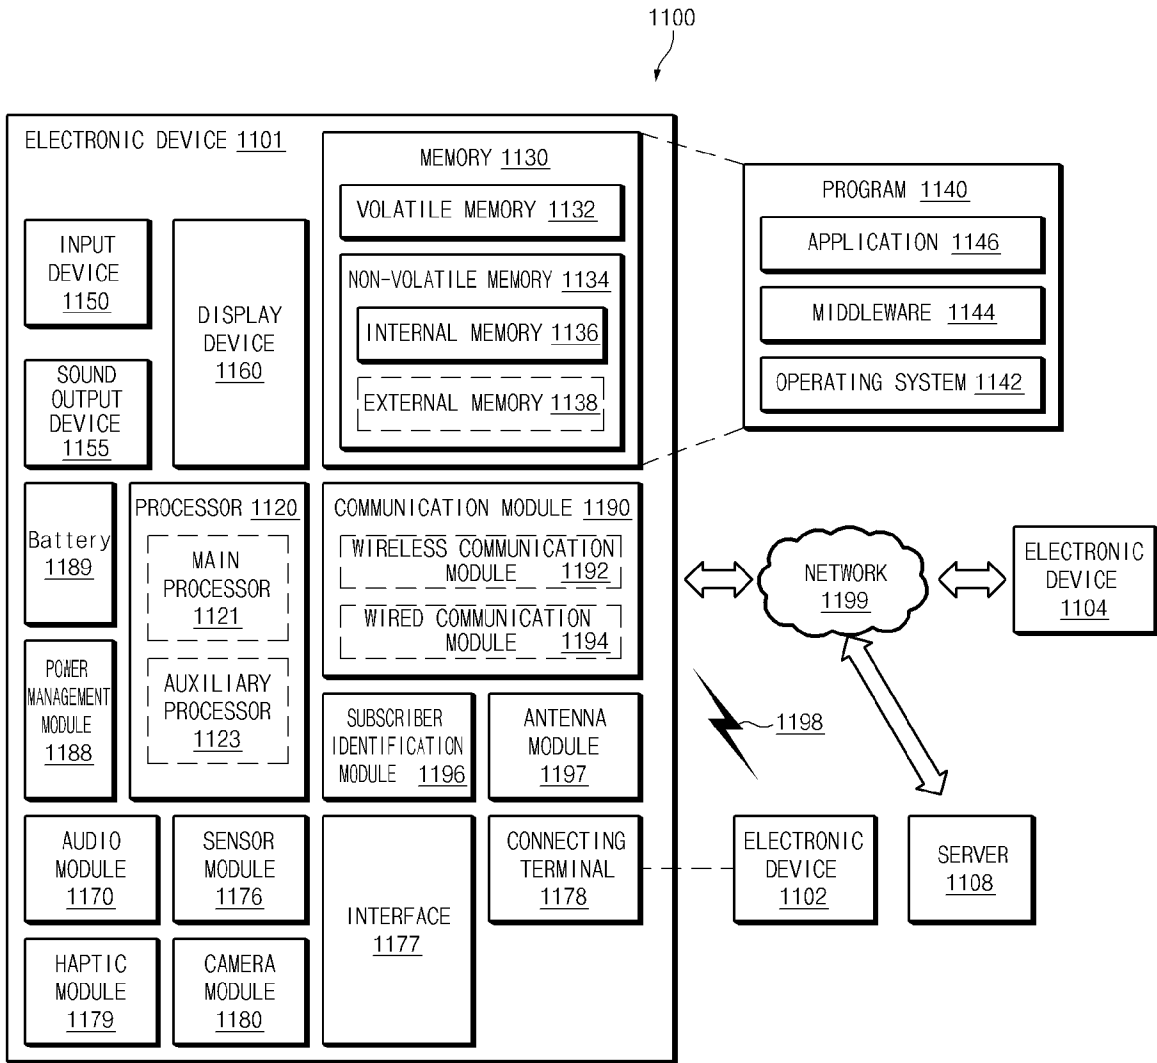 1100
ELECTRONIC DEVICE 1101
MEMORY 1130
VOLATILE MEMORY 1132
NON-VOLATILE MEMORY 1134
INTERNAL MEMORY 1136
EXTERNAL MEMORY 1138
PROGRAM 1140
APPLICATION 1146
MIDDLEWARE 1144
OPERATING SYSTEM 1142
INPUT
DEVICE
1150
DISPLAY
DEVICE
1160
SOUND
OUTPUT
DEVICE
1155
Battery
1189
PROCESSOR 1120
MAIN
PROCESSOR
1121
AUXILIARY
PROCESSOR
1123
POWER
MANAGEMENT
MODULE
1188
COMMUNICATION MODULE 1190
WIRELESS COMMUNICATION
MODULE 1192
WIRED COMMUNICATION
MODULE 1194
NETWORK
1199
ELECTRONIC
DEVICE
1104
SUBSCRIBER
IDENTIFICATION
MODULE 1196
ANTENNA
MODULE
1197
1198
AUDIO
MODULE
1170
SENSOR
MODULE
1176
INTERFACE
1177
CONNECTING
TERMINAL
1178
ELECTRONIC
DEVICE
1102
SERVER
1108
HAPTIC
MODULE
1179
CAMERA
MODULE
1180